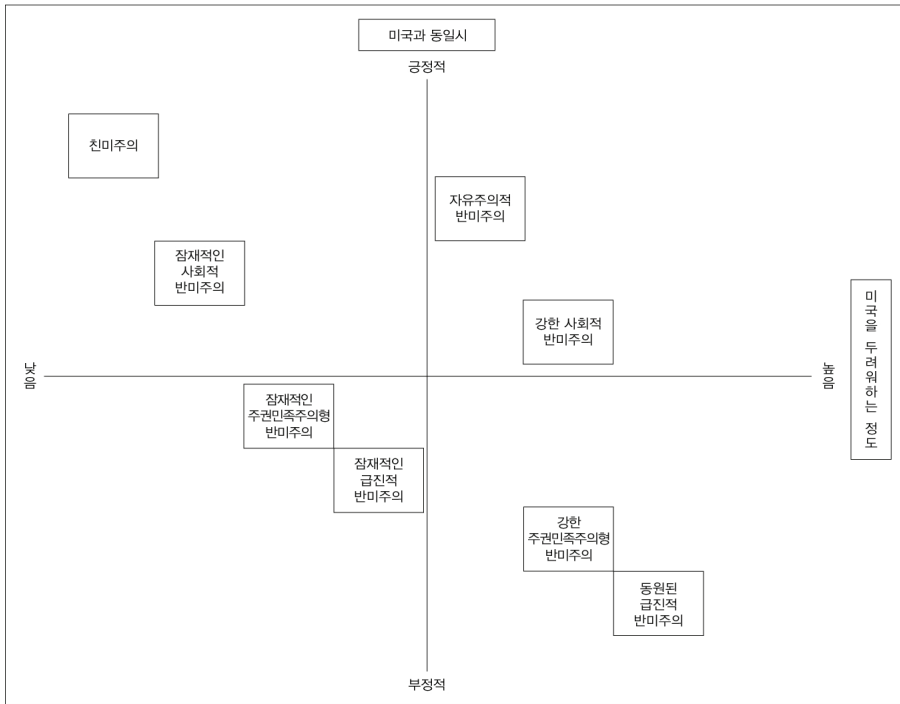 미국과 동일시
긍정적
친미주의
자유주의적
반미주의
잠재적인
사회적
반미주의
강한 사회적
반미주의
미국을 두려워하는 정도
낮음
높음
잠재적인
주권민족주의형
반미주의
잠재적인
급진적
반미주의
강한
주권민족주의형
반미주의
동원된
급진적
반미주의
부정적